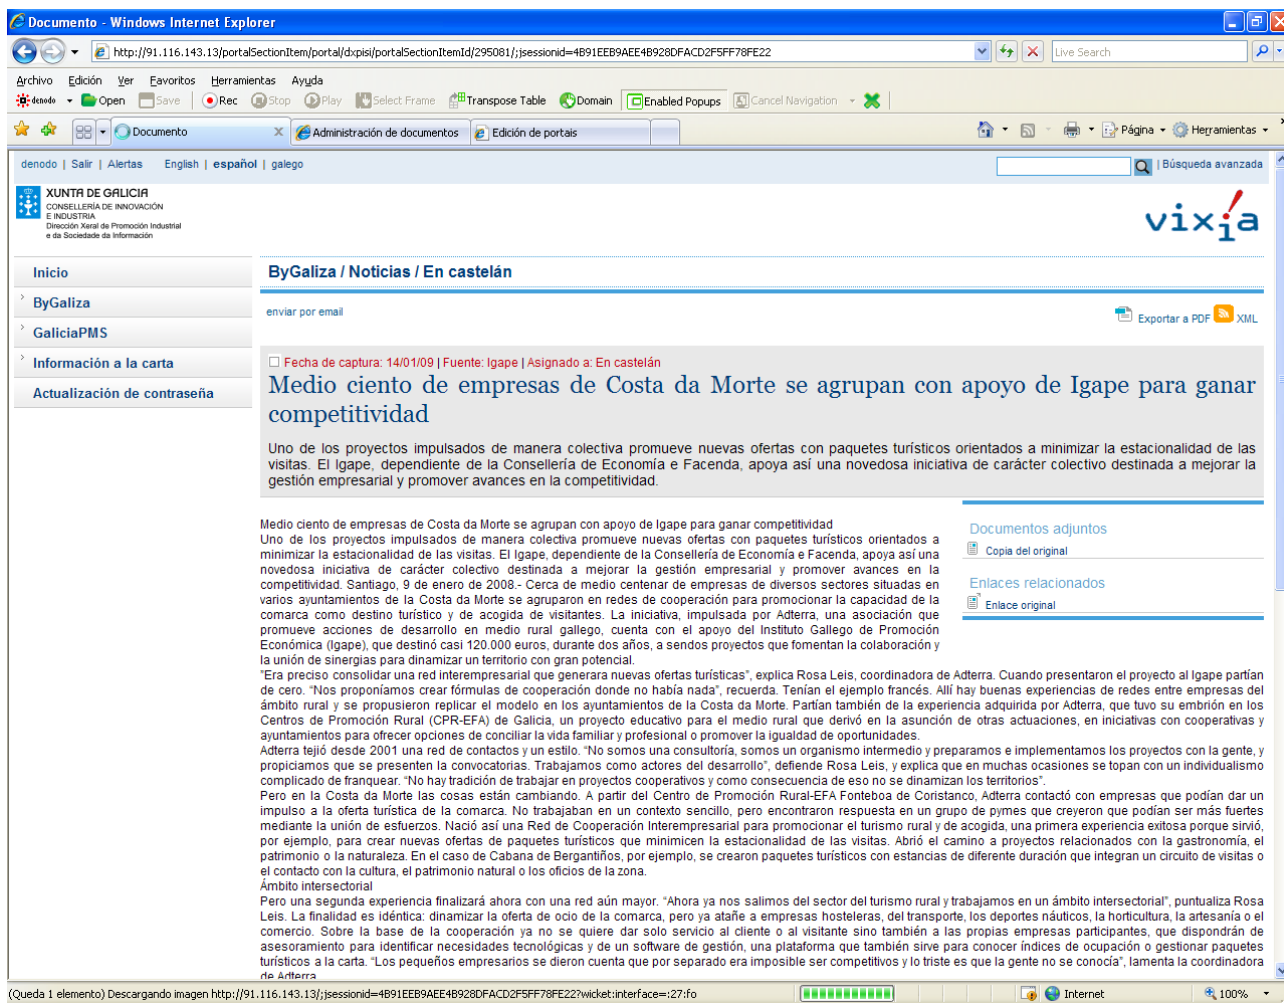 Documento - Windows Internet Explorer
http://91.116.143.13/portalSectionItem/portal/dxpisi/portalSectionItemId/295081/;jsessionid=4B91EEB9AEE4B928DFACD2F5FF78FE22
Live Search
Archivo Edición Ver Favoritos Herramientas Ayuda
denodo Open Save Rec Stop Play Select Frame Transpose Table Domain Enabled Popups Cancel Navigation
Documento Administración de documentos Edición de portais Página Herramientas
denodo | Salir | Alertas English | español | galego | Búsqueda avanzada
XUNTA DE GALICIA
CONSELLERÍA DE INNOVACIÓN
E INDUSTRIA
Dirección Xeral de Promoción Industrial
e da Sociedade da Información
vixía
Inicio
ByGaliza
GaliciaPMS
Información a la carta
Actualización de contraseña
ByGaliza / Noticias / En castelán
enviar por email
Exportar a PDF XML
Fecha de captura: 14/01/09 | Fuente: Igape | Asignado a: En castelán
Medio ciento de empresas de Costa da Morte se agrupan con apoyo de Igape para ganar
competitividad
Uno de los proyectos impulsados de manera colectiva promueve nuevas ofertas con paquetes turísticos orientados a minimizar la estacionalidad de las
visitas. El Igape, dependiente de la Consellería de Economía e Facenda, apoya así una novedosa iniciativa de carácter colectivo destinada a mejorar la
gestión empresarial y promover avances en la competitividad.
Medio ciento de empresas de Costa da Morte se agrupan con apoyo de Igape para ganar competitividad
Uno de los proyectos impulsados de manera colectiva promueve nuevas ofertas con paquetes turísticos orientados a
minimizar la estacionalidad de las visitas. El Igape, dependiente de la Consellería de Economía e Facenda, apoya así una
novedosa iniciativa de carácter colectivo destinada a mejorar la gestión empresarial y promover avances en la
competitividad. Santiago, 9 de enero de 2008.- Cerca de medio centenar de empresas de diversos sectores situadas en
varios ayuntamientos de la Costa da Morte se agruparon en redes de cooperación para promocionar la capacidad de la
comarca como destino turístico y de acogida de visitantes. La iniciativa, impulsada por Adterra, una asociación que
promueve acciones de desarrollo en medio rural gallego, cuenta con el apoyo del Instituto Gallego de Promoción
Económica (Igape), que destinó casi 120.000 euros, durante dos años, a sendos proyectos que fomentan la colaboración y
la unión de sinergias para dinamizar un territorio con gran potencial.
Documentos adjuntos
Copia del original
Enlaces relacionados
Enlace original
"Era preciso consolidar una red interempresarial que generara nuevas ofertas turísticas", explica Rosa Leis, coordinadora de Adterra. Cuando presentaron el proyecto al Igape partían
de cero. "Nos proponíamos crear fórmulas de cooperación donde no había nada", recuerda. Tenían el ejemplo francés. Allí hay buenas experiencias de redes entre empresas del
ámbito rural y se propusieron replicar el modelo en los ayuntamientos de la Costa da Morte. Partían también de la experiencia adquirida por Adterra, que tuvo su embrión en los
Centros de Promoción Rural (CPR-EFA) de Galicia, un proyecto educativo para el medio rural que derivó en la asunción de otras actuaciones, en iniciativas con cooperativas y
ayuntamientos para ofrecer opciones de conciliar la vida familiar y profesional o promover la igualdad de oportunidades.
Adterra tejió desde 2001 una red de contactos y un estilo. "No somos una consultoría, somos un organismo intermedio y preparamos e implementamos los proyectos con la gente, y
propiciamos que se presenten la convocatorias. Trabajamos como actores del desarrollo", defiende Rosa Leis, y explica que en muchas ocasiones se topan con un individualismo
complicado de franquear. "No hay tradición de trabajar en proyectos cooperativos y como consecuencia de eso no se dinamizan los territorios".
Pero en la Costa da Morte las cosas están cambiando. A partir del Centro de Promoción Rural-EFA Fonteboa de Coristanco, Adterra contactó con empresas que podían dar un
impulso a la oferta turística de la comarca. No trabajaban en un contexto sencillo, pero encontraron respuesta en un grupo de pymes que creyeron que podían ser más fuertes
mediante la unión de esfuerzos. Nació así una Red de Cooperación Interempresarial para promocionar el turismo rural y de acogida, una primera experiencia exitosa porque sirvió,
por ejemplo, para crear nuevas ofertas de paquetes turísticos que minimicen la estacionalidad de las visitas. Abrió el camino a proyectos relacionados con la gastronomía, el
patrimonio o la naturaleza. En el caso de Cabana de Bergantiños, por ejemplo, se crearon paquetes turísticos con estancias de diferente duración que integran un circuito de visitas o
el contacto con la cultura, el patrimonio natural o los oficios de la zona.
Ámbito intersectorial
Pero una segunda experiencia finalizará ahora con una red aún mayor. "Ahora ya nos salimos del sector del turismo rural y trabajamos en un ámbito intersectorial", puntualiza Rosa
Leis. La finalidad es idéntica: dinamizar la oferta de ocio de la comarca, pero ya atañe a empresas hosteleras, del transporte, los deportes náuticos, la horticultura, la artesanía o el
comercio. Sobre la base de la cooperación ya no se quiere dar solo servicio al cliente o al visitante sino también a las propias empresas participantes, que dispondrán de
asesoramiento para identificar necesidades tecnológicas y de un software de gestión, una plataforma que también sirve para conocer índices de ocupación o gestionar paquetes
turísticos a la carta. "Los pequeños empresarios se dieron cuenta que por separado era imposible ser competitivos y lo triste es que la gente no se conocía", lamenta la coordinadora
de Adterra
(Queda 1 elemento) Descargando imagen http://91.116.143.13/;jsessionid=4B91EEB9AEE4B928DFACD2F5FF78FE22?wicket:interface=:27:fo Internet 100%